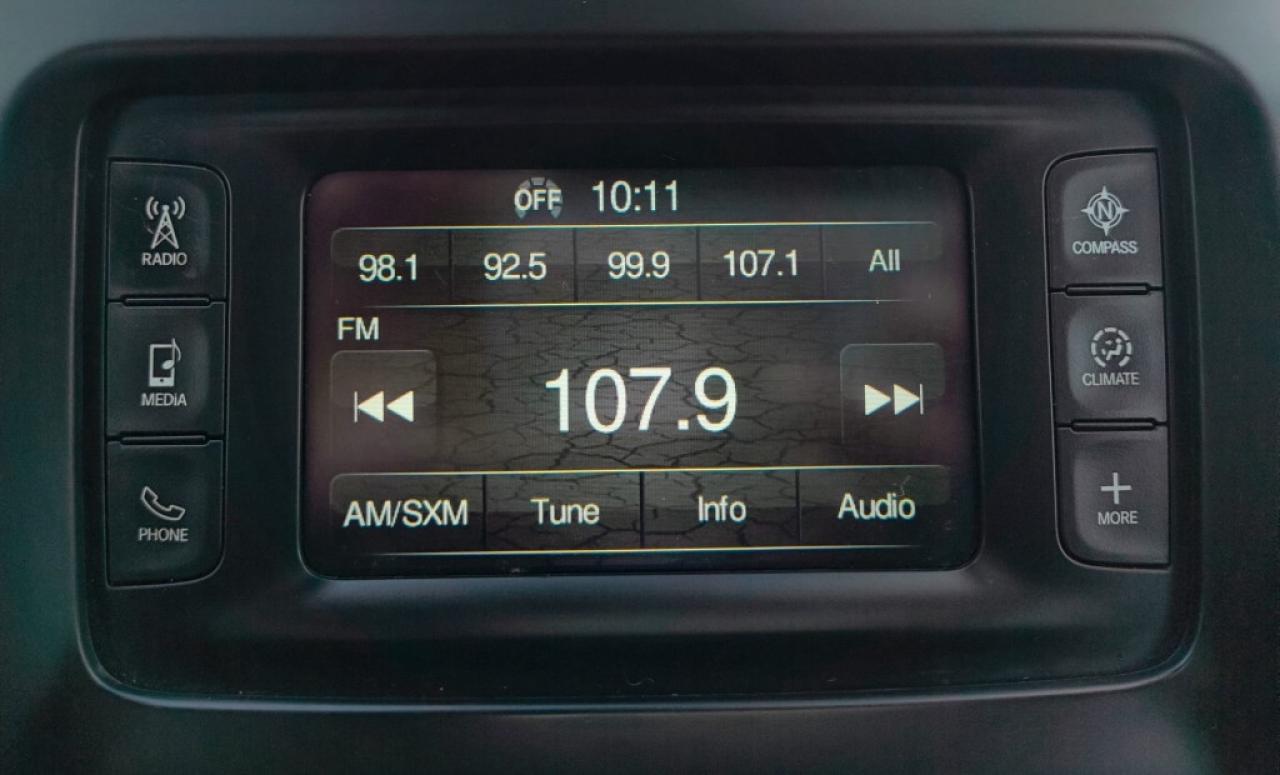 OFF 10:11
98.1 92.5 99.9 107.1 All
FM
107.9
AM/SXM Tune Info Audio
RADIO
MEDiA
PHONE
N
COMPASS
CLIMATE
MORE